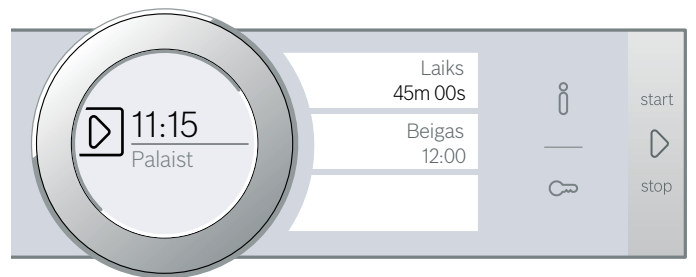 11:15
Palaist
Laiks
45m 00s
Beigas
12:00
start
stop